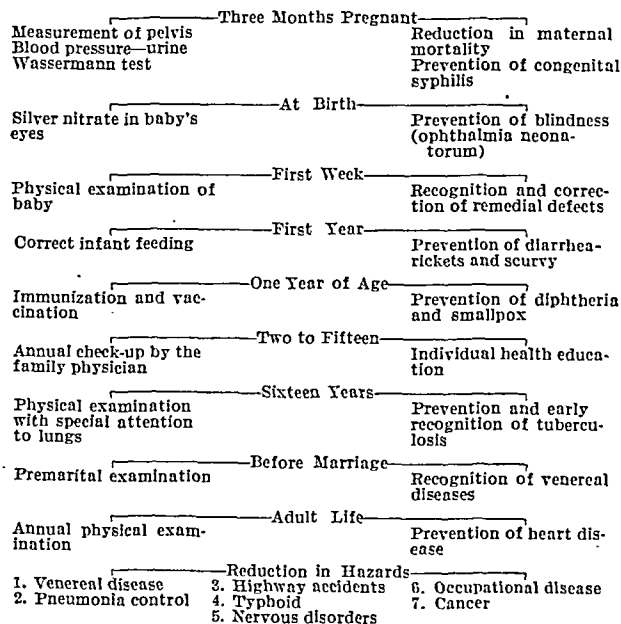 Three Months Pregnant
Measurement of pelvis
Blood pressure—urine
Wassermann test
Reduction in maternal
mortality
Prevention of congenital
syphilis
At Birth
Silver nitrate in baby's
eyes
Prevention of blindness
(ophthalmia neona-
torum)
First Week
Physical examination of
baby
Recognition and correc-
tion of remedial defects
First Year
Correct infant feeding
Prevention of diarrhea-
rickets and scurvy
One Year of Age
Immunization and vac-
cination
Prevention of diphtheria
and smallpox
Two to Fifteen
Annual check-up by the
family physician
Individual health educa-
tion
Sixteen Years
Physical examination
with special attention
to lungs
Prevention and early
recognition of tubercu-
losis
Before Marriage
Premarital examination
Recognition of venereal
diseases
Adult Life
Annual physical exam-
ination
Prevention of heart dis-
ease
Reduction in Hazards
1. Venereal disease
2. Pneumonia control
3. Highway accidents
4. Typhoid
5. Nervous disorders
6. Occupational disease
7. Cancer